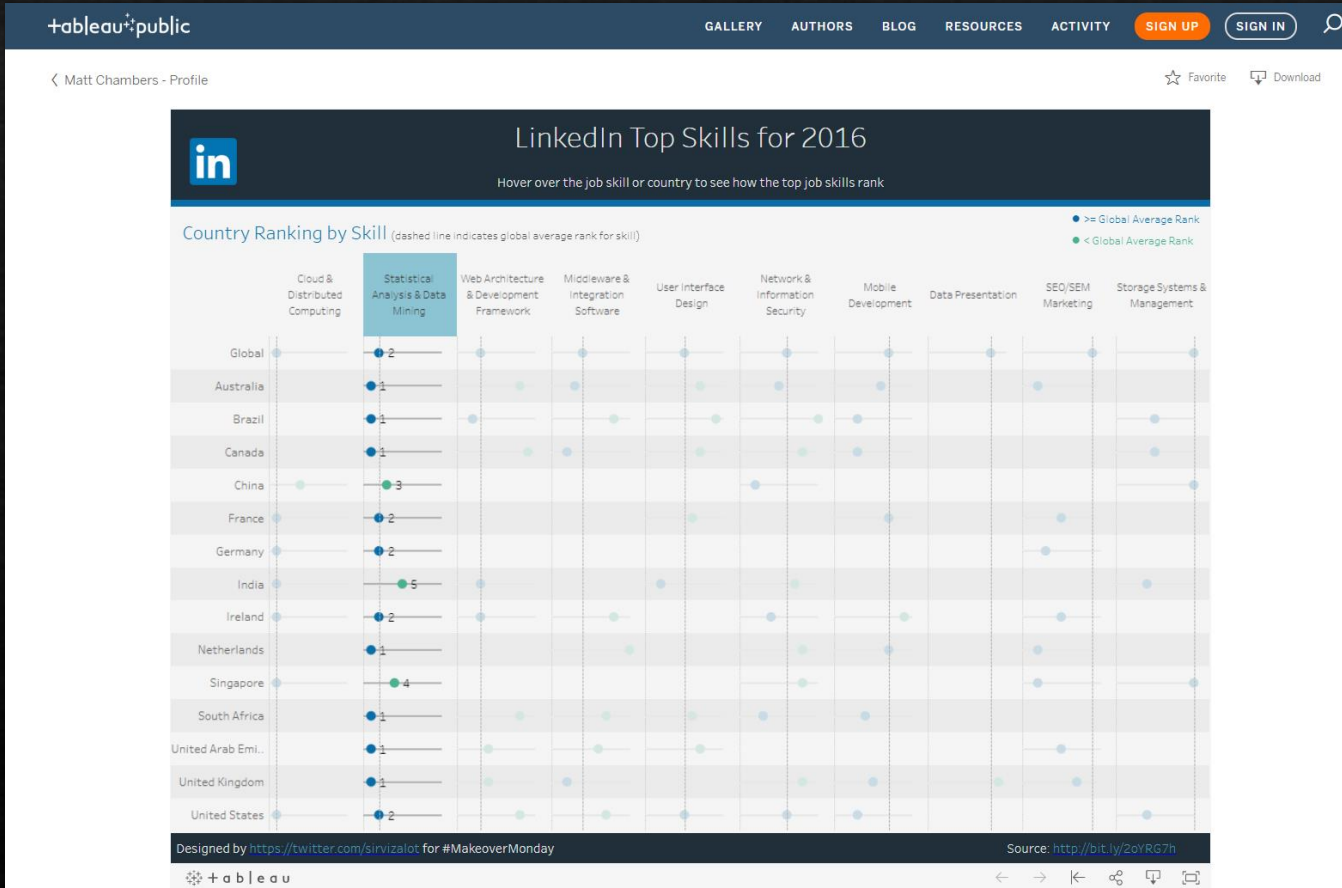 +ableau public
GALLERY AUTHORS BLOG RESOURCES ACTIVITY SIGN UP SIGN IN
Matt Chambers - Profile
Favorite Download
in
LinkedIn Top Skills for 2016
Hover over the job skill or country to see how the top job skills rank
>= Global Average Rank
Country Ranking by Skill (dashed line indicates global average rank for skill)
< Global Average Rank
Cloud &
Distributed
Computing
Statistical
Analysis & Data
Mining
Web Architecture
& Development
Framework
Middleware &
Integration
Software
User Interface
Design
Network &
Information
Security
Mobile
Development
Data Presentation
SEO/SEM
Marketing
Storage Systems &
Management
Global 2
Australia 1
Brazil 1
Canada 1
China 3
France 2
Germany 2
India 5
Ireland 2
Netherlands 1
Singapore 4
South Africa 1
United Arab Emi.. 1
United Kingdom 1
United States 2
Designed by https://twitter.com/sirvizalot for #MakeoverMonday
Source: http://bit.ly/2oYRG7h
+ableau